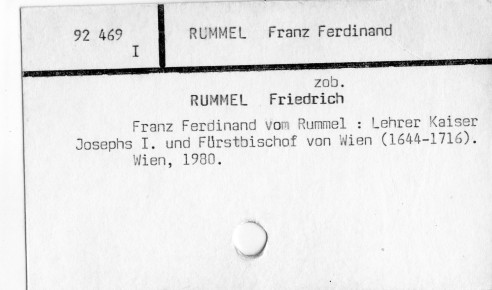 92 469 RUMMEL Franz Ferdinand
I
zob.
RUMMEL Friedrich
Franz Ferdinand vom Rummel : Lehrer Kaiser
Josephs I. und Fürstbischof von Wien (1644-1716).
Wien, 1980.